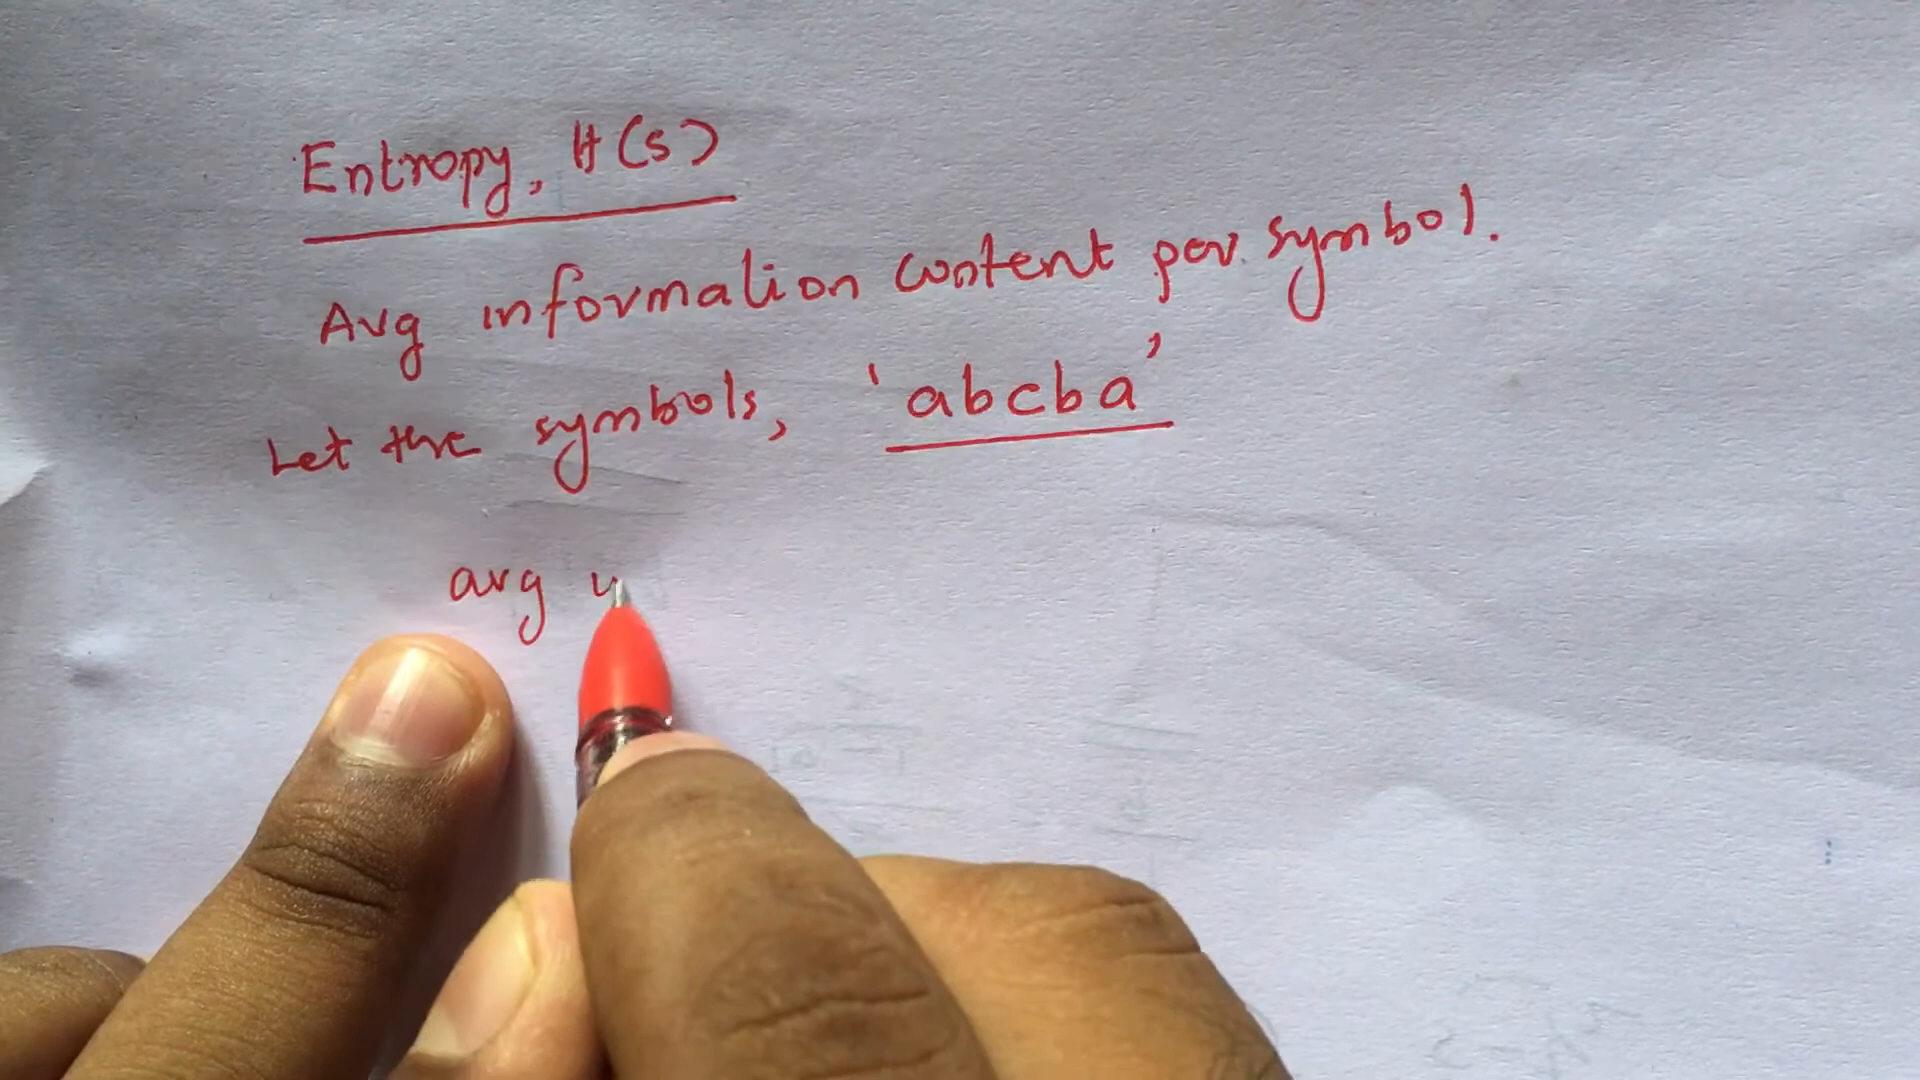 Entropy, H(s)
Avg information content per symbol.
Let the symbols, 'abcba'
avg